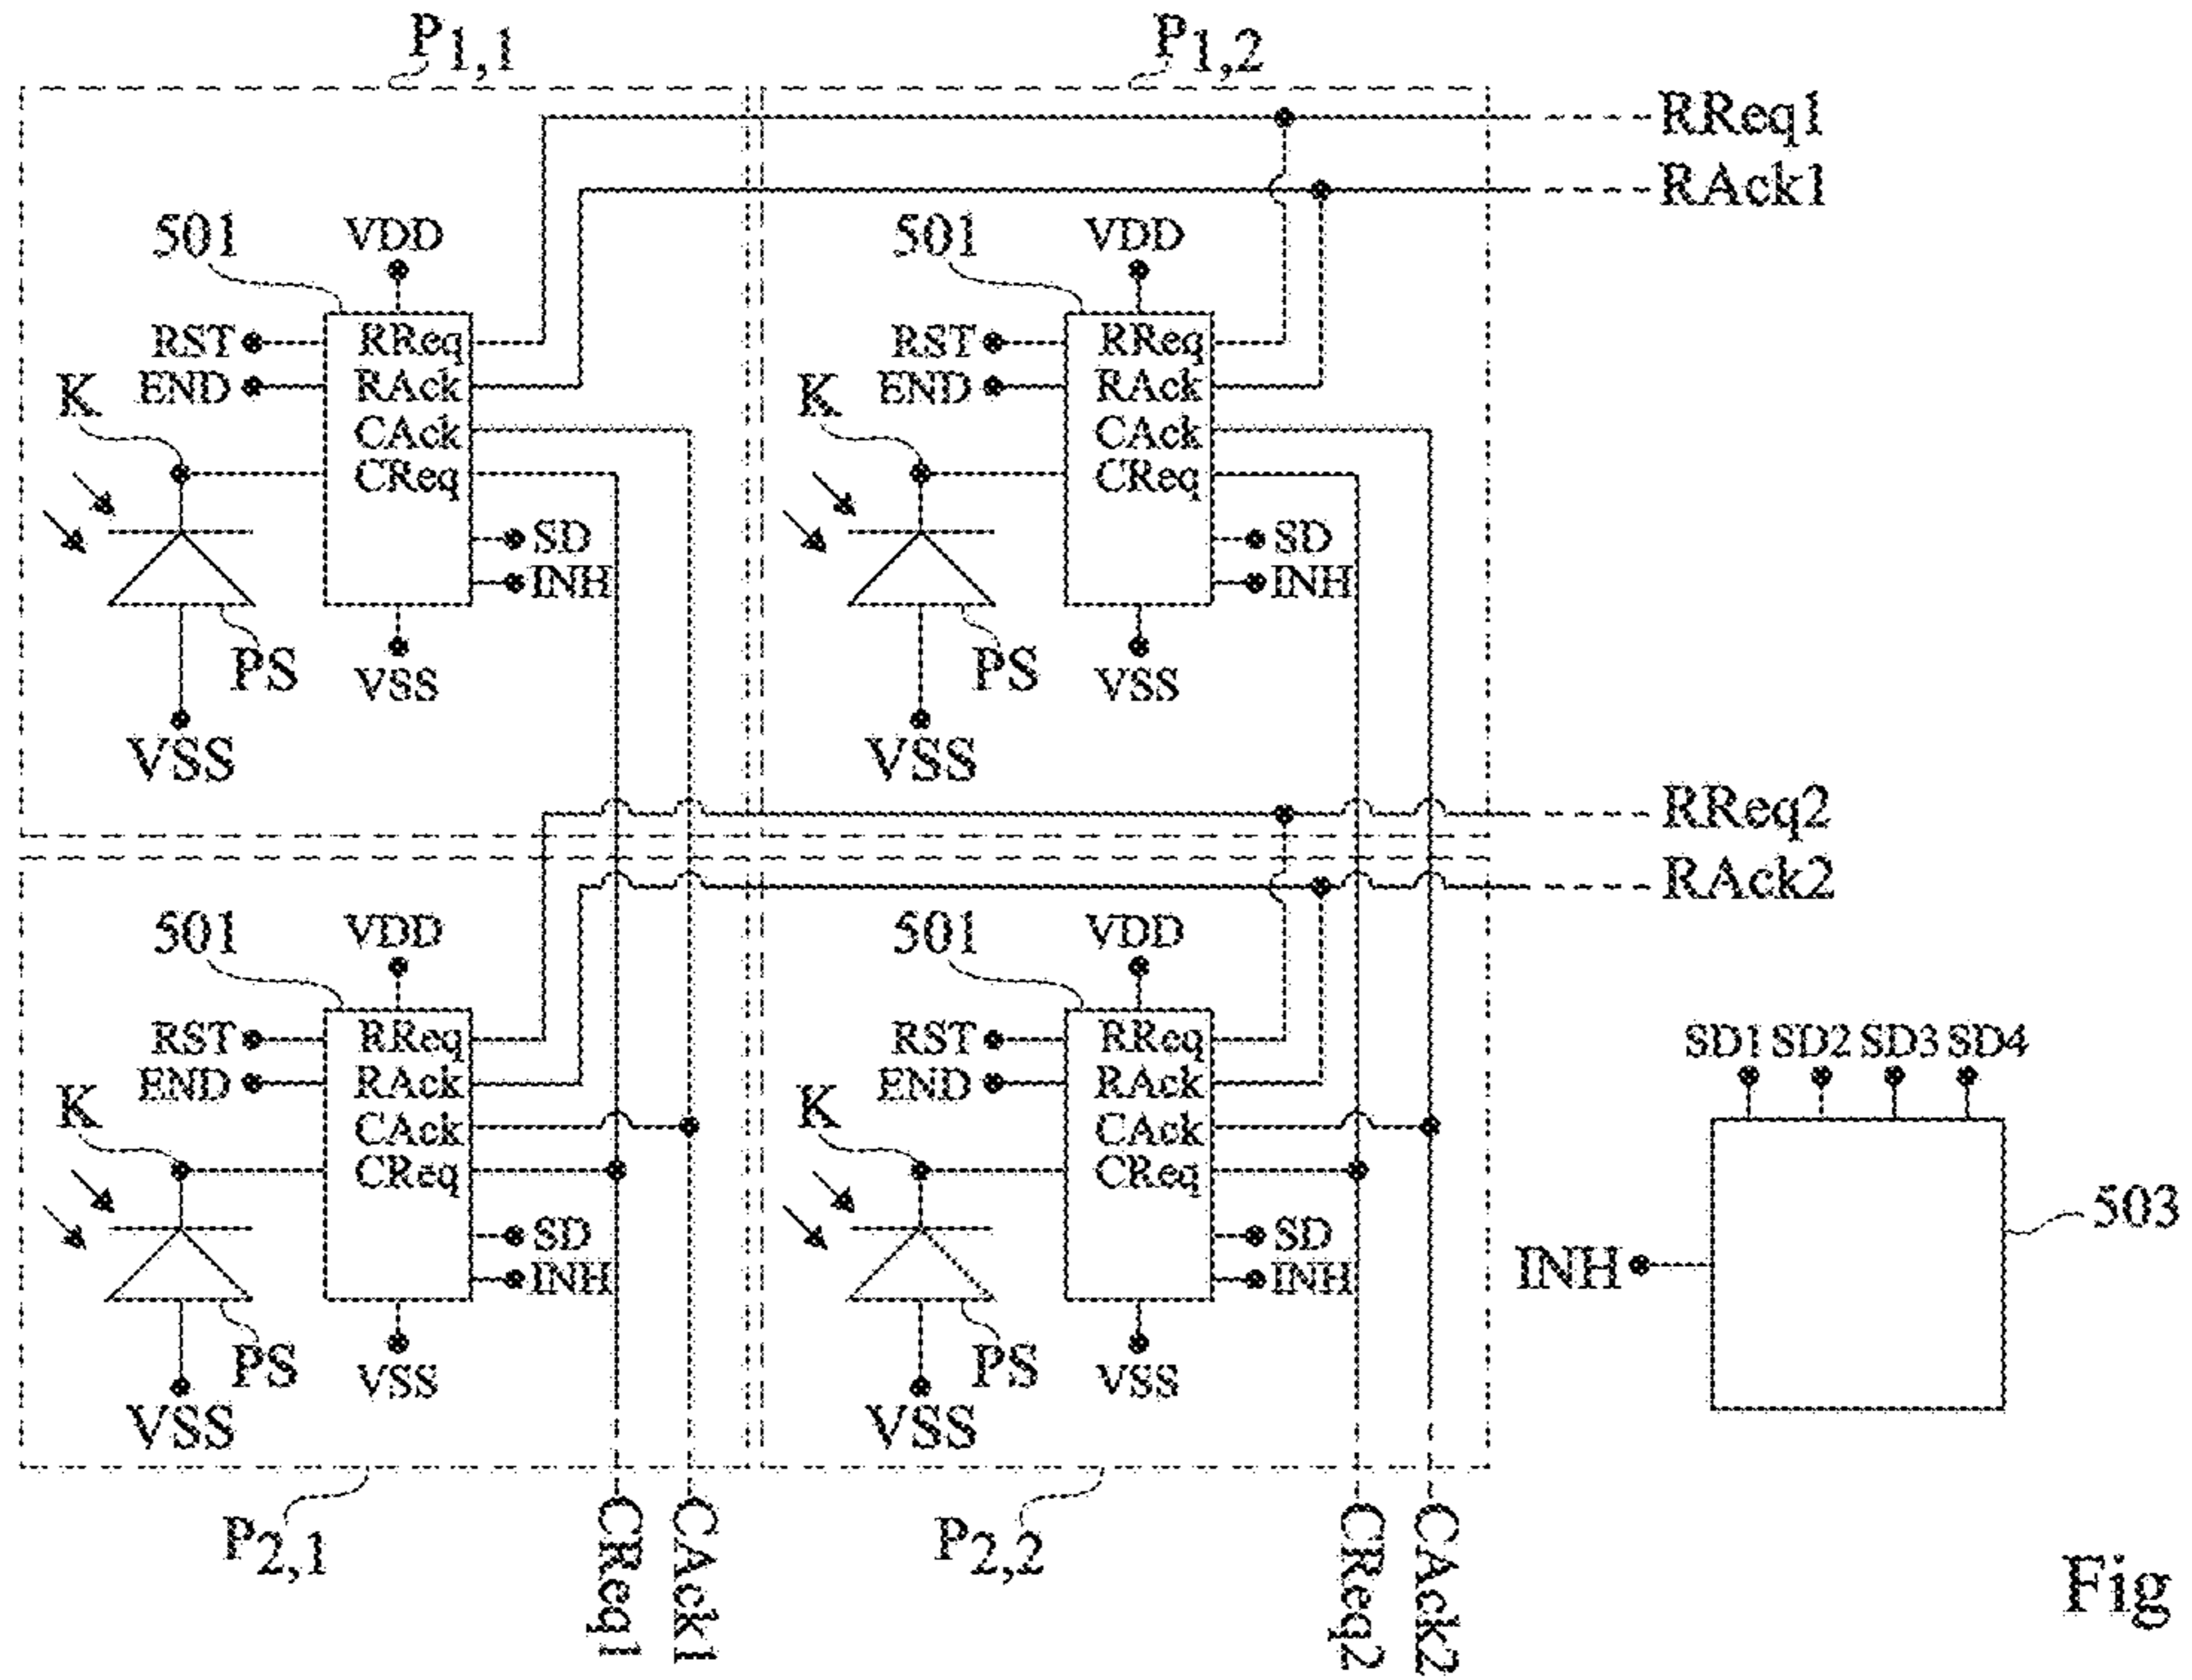 P1,1
P1,2
RReq1
RAck1
501
VDD
RST
END
K
RReq
RAck
CAck
CReq
SD
INH
PS
VSS
VSS
501
VDD
RST
END
K
RReq
RAck
CAck
CReq
SD
INH
PS
VSS
VSS
RReq2
RAck2
501
VDD
RST
END
K
RReq
RAck
CAck
CReq
SD
INH
PS
VSS
VSS
501
VDD
RST
END
K
RReq
RAck
CAck
CReq
SD
INH
PS
VSS
VSS
SD1 SD2 SD3 SD4
503
INH
P2,1
CReq1
CAck1
P2,2
CReq2
CAck2
Fig